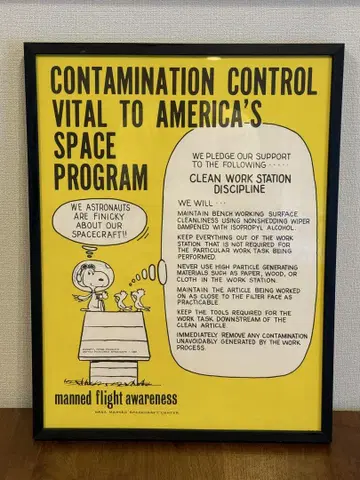 CONTAMINATION CONTROL
VITAL TO AMERICA'S
SPACE
PROGRAM
WE ASTRONAUTS
ARE FINICKY
ABOUT OUR
SPACECRAFT!!
WE PLEDGE OUR SUPPORT
TO THE FOLLOWING ·····
CLEAN WORK STATION
DISCIPLINE
WE WILL ···
MAINTAIN BENCH WORKING SURFACE
CLEANLINESS USING NONSHEDDING WIPER
DAMPENED WITH ISOPROPYL ALCOHOL.
KEEP EVERYTHING OUT OF THE WORK
STATION THAT IS NOT REQUIRED FOR
THE PARTICULAR WORK TASK BEING
PERFORMED.
NEVER USE HIGH PARTICLE GENERATING
MATERIALS SUCH AS PAPER, WOOD, OR
CLOTH IN THE WORK STATION.
MAINTAIN THE ARTICLE BEING WORKED
ON AS CLOSE TO THE FILTER FACE AS
PRACTICABLE.
KEEP THE TOOLS REQUIRED FOR THE
WORK TASK DOWNSTREAM OF THE
CLEAN ARTICLE.
IMMEDIATELY REMOVE ANY CONTAMINATION
UNAVOIDABLY GENERATED BY THE WORK
PROCESS.
manned flight awareness
NASA MANNED SPACECRAFT CENTER